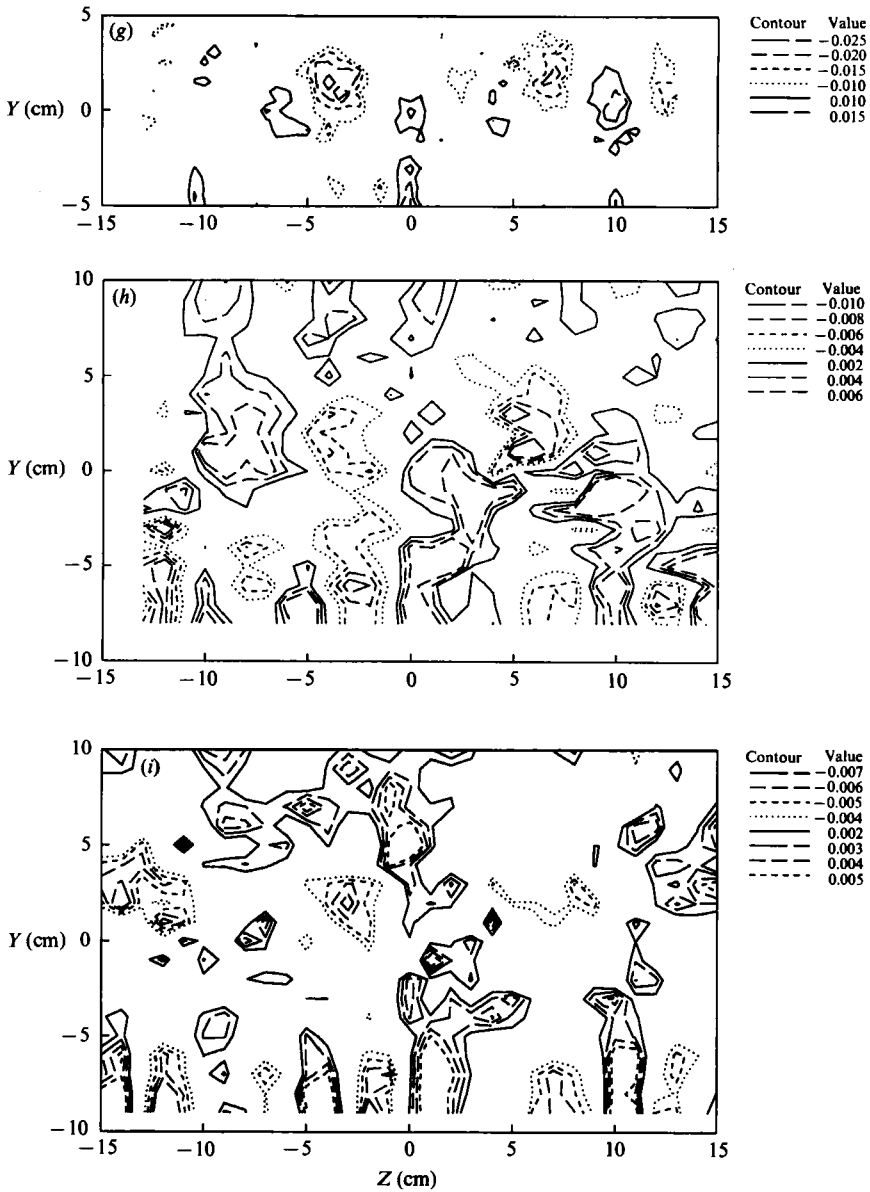 (g)
5
Y (cm) 0
−5
−15 −10 −5 0 5 10 15
Contour Value
−0.025
−0.020
−0.015
−0.010
0.010
0.015
(h)
10
5
Y (cm) 0
−5
−10
−15 −10 −5 0 5 10 15
Contour Value
−0.010
−0.008
−0.006
−0.004
0.002
0.004
0.006
(i)
10
5
Y (cm) 0
−5
−10
−15 −10 −5 0 5 10 15
Z (cm)
Contour Value
−0.007
−0.006
−0.005
−0.004
0.002
0.003
0.004
0.005